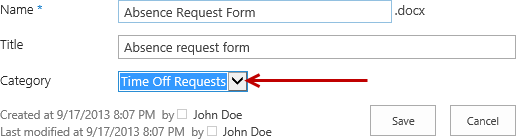 Name * Absence Request Form .docx
Title Absence request form
Category Time Off Requests
Created at 9/17/2013 8:07 PM by John Doe
Last modified at 9/17/2013 8:07 PM by John Doe
Save Cancel